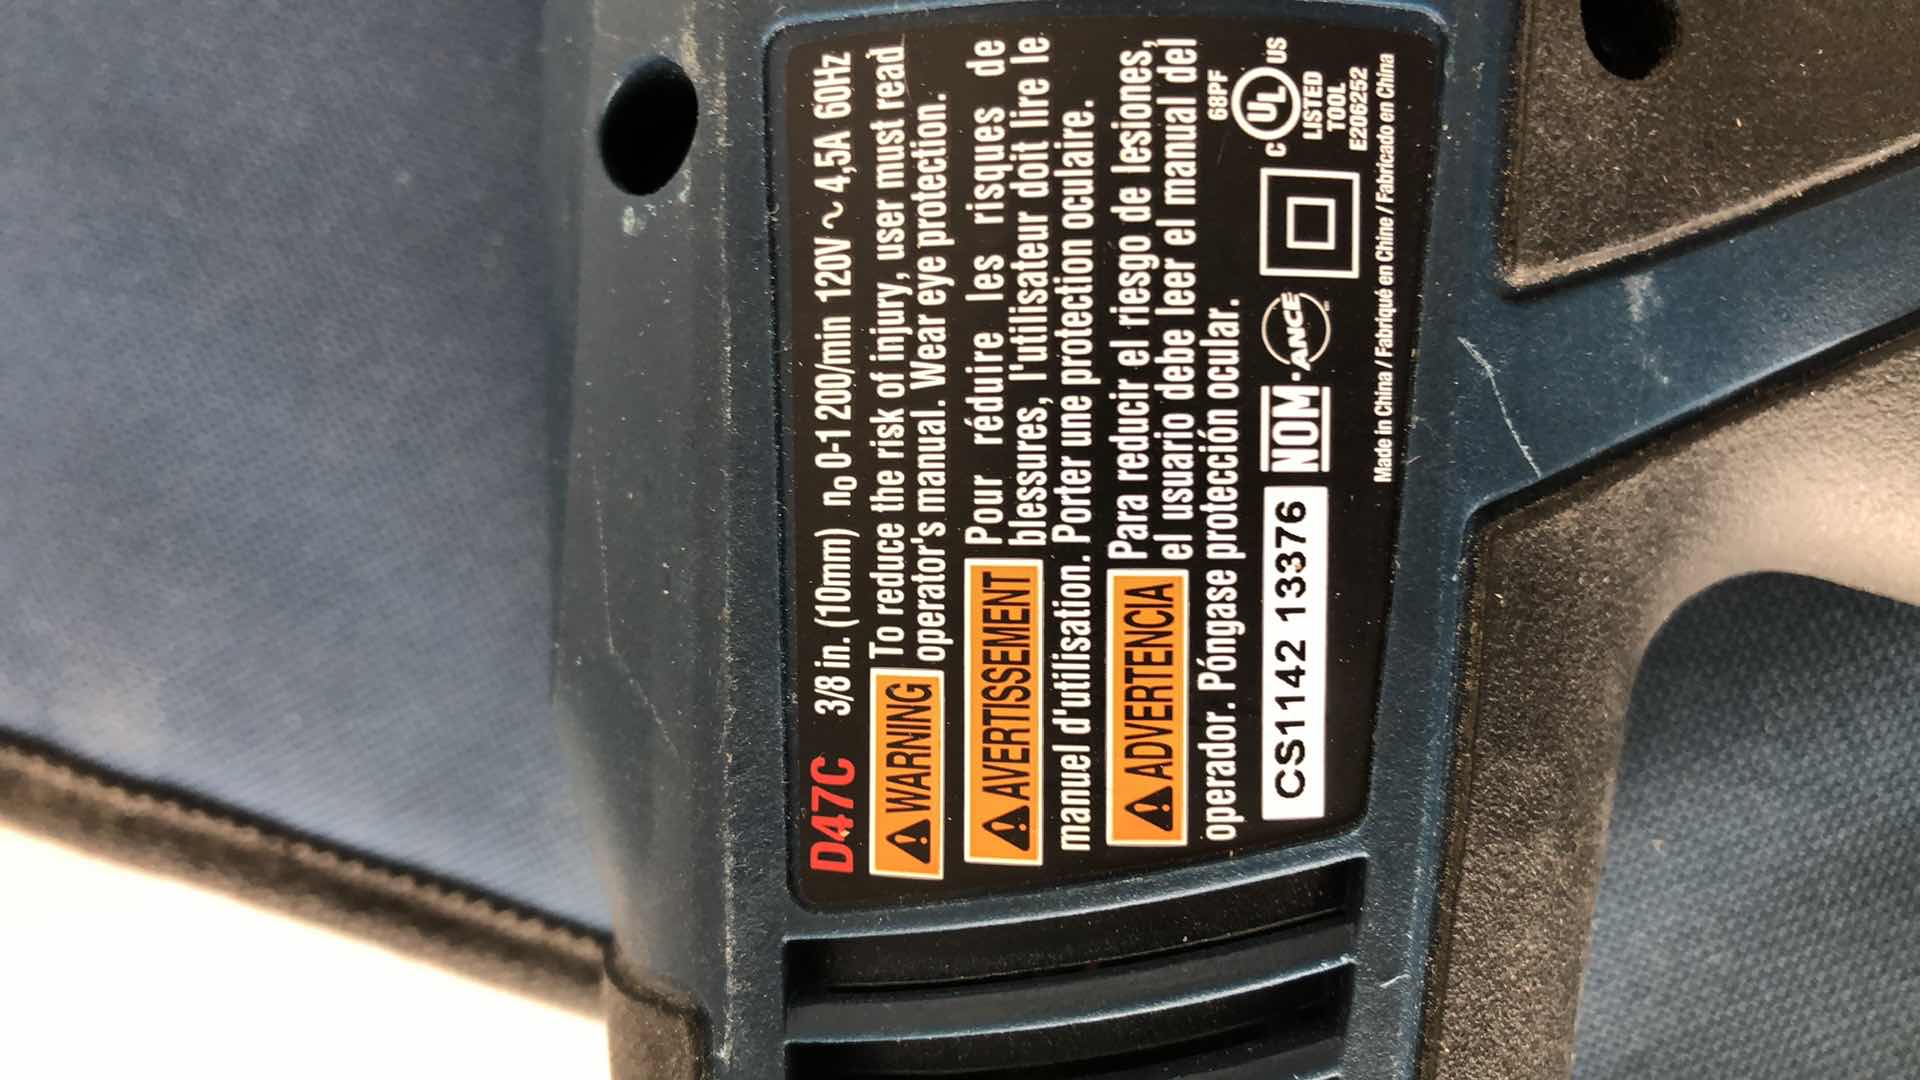 D47C 3/8 in. (10mm) n0 0-1 200/min 120V ~ 4,5A 60Hz
⚠ WARNING To reduce the risk of injury, user must read
operator's manual. Wear eye protection.
⚠ AVERTISSEMENT Pour réduire les risques de
blessures, l'utilisateur doit lire le
manuel d'utilisation. Porter une protection oculaire.
⚠ ADVERTENCIA Para reducir el riesgo de lesiones,
el usuario debe leer el manual del
operador. Póngase protección ocular.
CS1142 13376
NOM-ANCE
68PF
C UL US
LISTED
TOOL
E206252
Made in China / Fabriqué en Chine / Fabricado en China